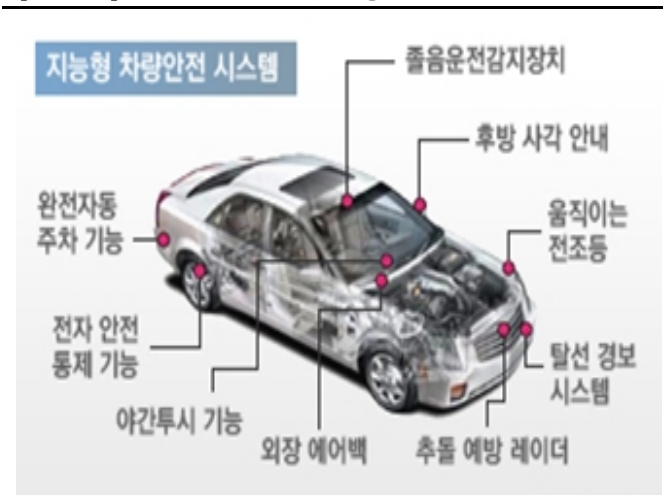 지능형 차량안전 시스템
졸음운전감지장치
후방 사각 안내
완전자동
주차 기능
움직이는
전조등
전자 안전
통제 기능
탈선 경보
시스템
야간투시 기능
외장 에어백
추돌 예방 레이더